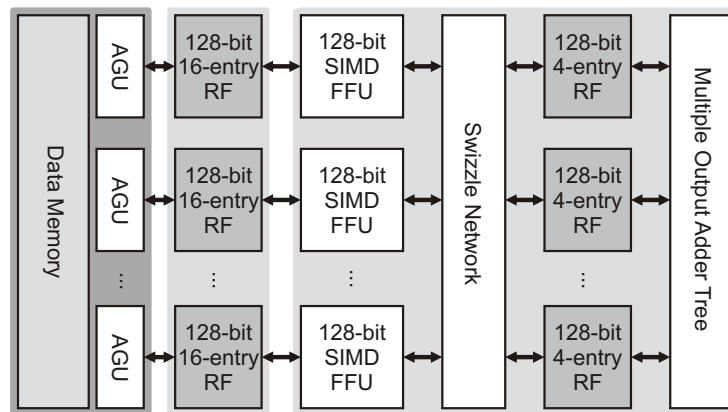 Data Memory
AGU
128-bit
16-entry
RF
128-bit
SIMD
FFU
128-bit
4-entry
RF
AGU
128-bit
16-entry
RF
128-bit
SIMD
FFU
128-bit
4-entry
RF
...
...
...
...
AGU
128-bit
16-entry
RF
128-bit
SIMD
FFU
128-bit
4-entry
RF
Swizzle Network
Multiple Output Adder Tree